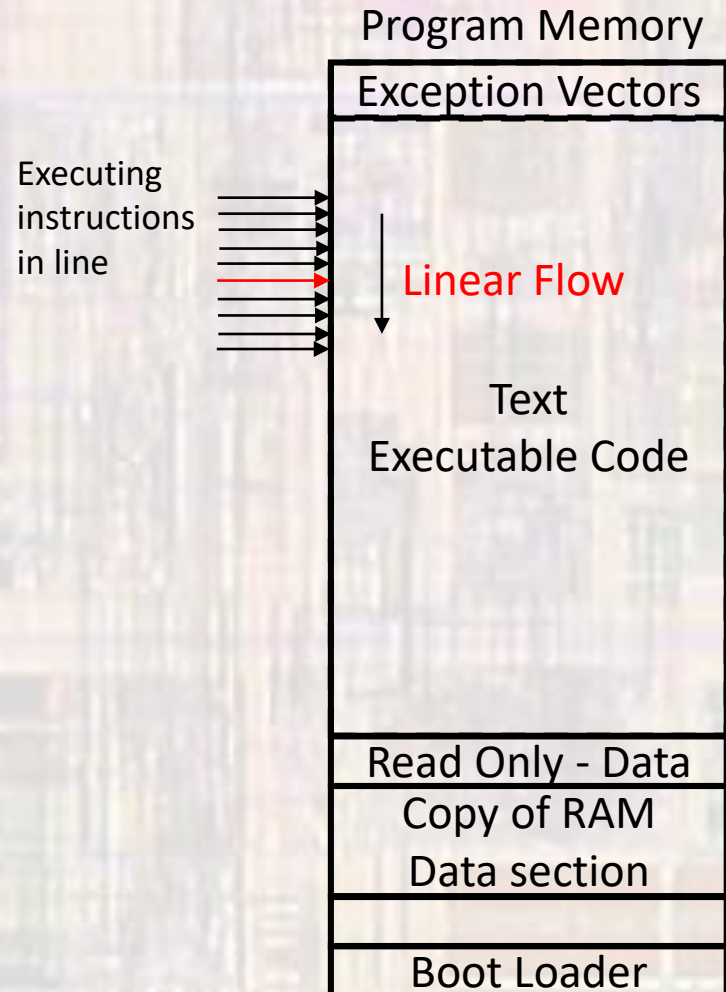 Program Memory
Exception Vectors
Executing
instructions
in line
Linear Flow
Text
Executable Code
Read Only - Data
Copy of RAM
Data section
Boot Loader